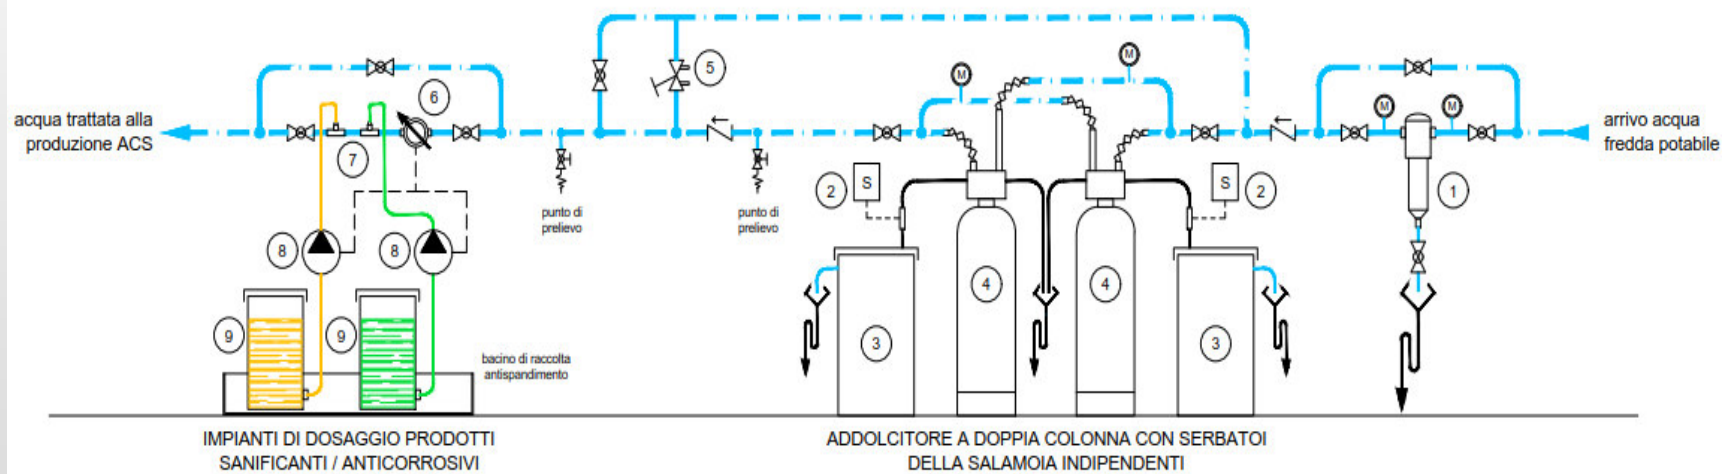 5
M
M
6
M
M
acqua trattata alla
produzione ACS
arrivo acqua
fredda potabile
7
2
S
S
2
1
punto di
prelievo
punto di
prelievo
8
8
4
4
9
9
3
3
bacino di raccolta
antispandimento
IMPIANTI DI DOSAGGIO PRODOTTI
SANIFICANTI / ANTICORROSIVI
ADDOLCITORE A DOPPIA COLONNA CON SERBATOI
DELLA SALAMOIA INDIPENDENTI